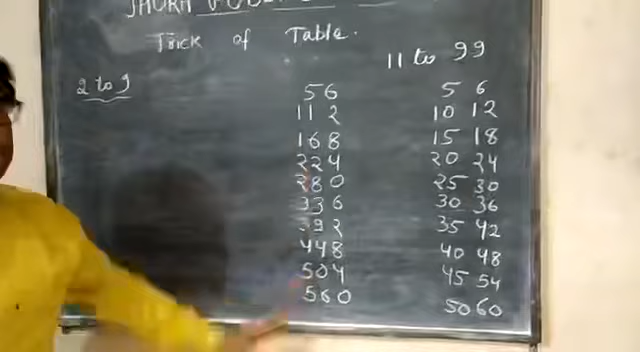 Trick of Table.
11 to 99
2 to 9
56 5 6
112 10 12
168 15 18
224 20 24
280 25 30
336 30 36
392 35 42
448 40 48
504 45 54
560 50 60